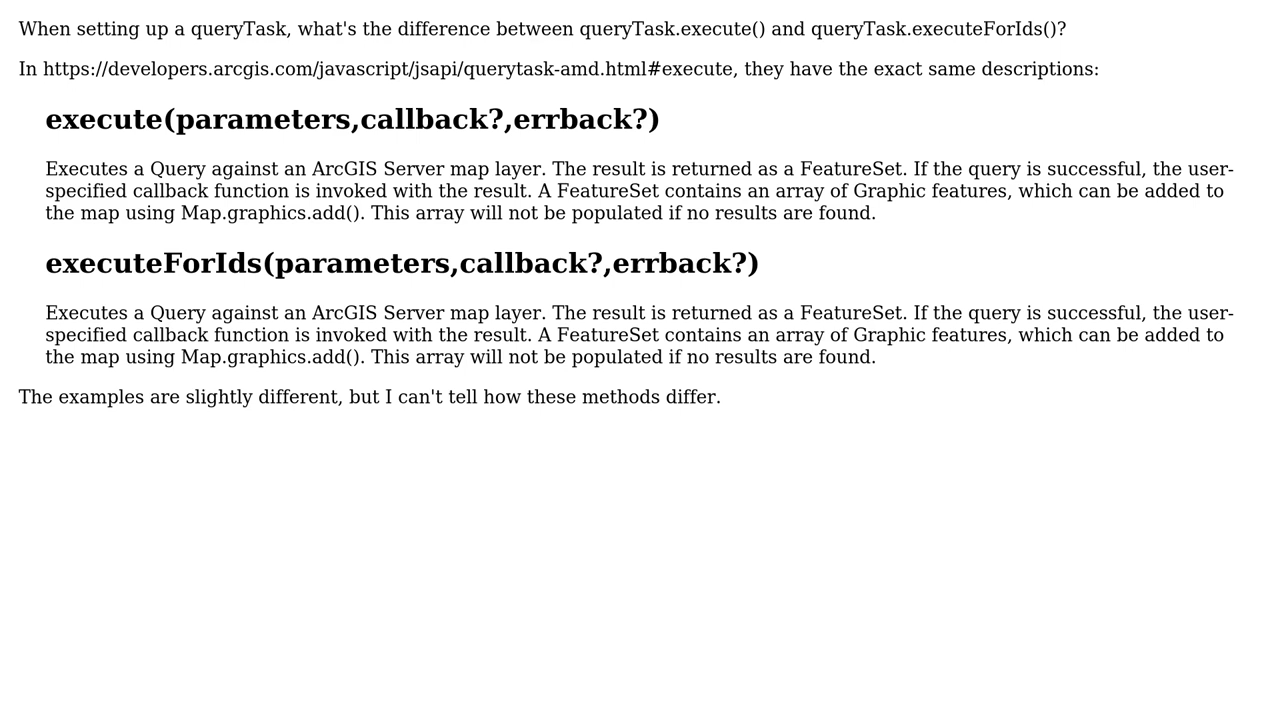 When setting up a queryTask, what's the difference between queryTask.execute() and queryTask.executeForIds()?
In https://developers.arcgis.com/javascript/jsapi/querytask-amd.html#execute, they have the exact same descriptions:
execute(parameters,callback?,errback?)
Executes a Query against an ArcGIS Server map layer. The result is returned as a FeatureSet. If the query is successful, the user-
specified callback function is invoked with the result. A FeatureSet contains an array of Graphic features, which can be added to
the map using Map.graphics.add(). This array will not be populated if no results are found.
executeForIds(parameters,callback?,errback?)
Executes a Query against an ArcGIS Server map layer. The result is returned as a FeatureSet. If the query is successful, the user-
specified callback function is invoked with the result. A FeatureSet contains an array of Graphic features, which can be added to
the map using Map.graphics.add(). This array will not be populated if no results are found.
The examples are slightly different, but I can't tell how these methods differ.